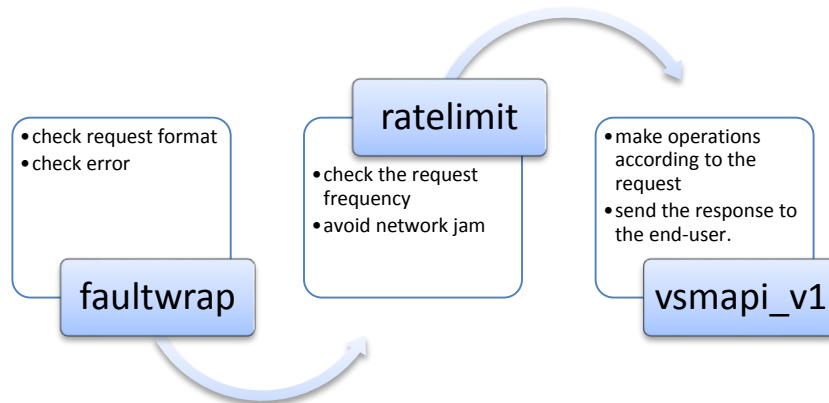 • check request format
• check error
faultwrap
ratelimit
• check the request
frequency
• avoid network jam
• make operations
according to the
request
• send the response to
the end-user.
vsmapi_v1